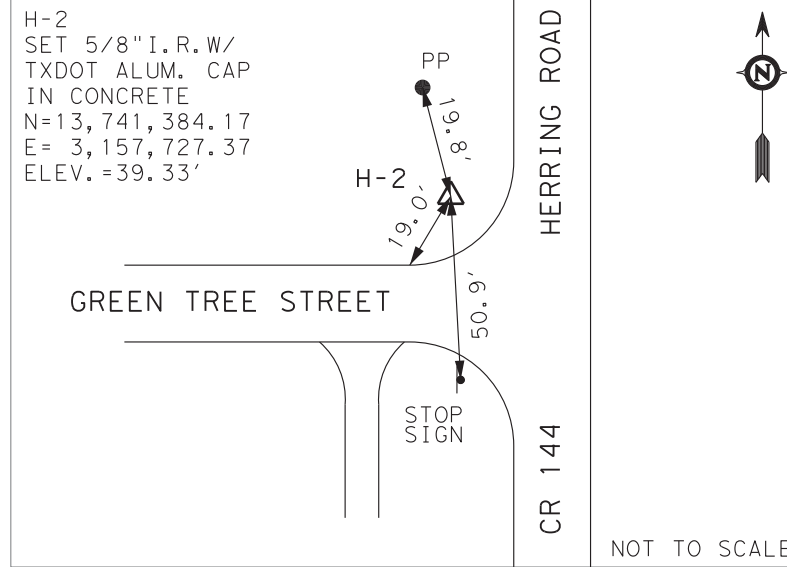 H-2
SET 5/8"I.R.W/
TXDOT ALUM. CAP
IN CONCRETE
N=13,741,384.17
E= 3,157,727.37
ELEV.=39.33'
PP
19.8'
H-2
19.0'
50.9'
GREEN TREE STREET
STOP
SIGN
HERRING ROAD
CR 144
N
NOT TO SCALE